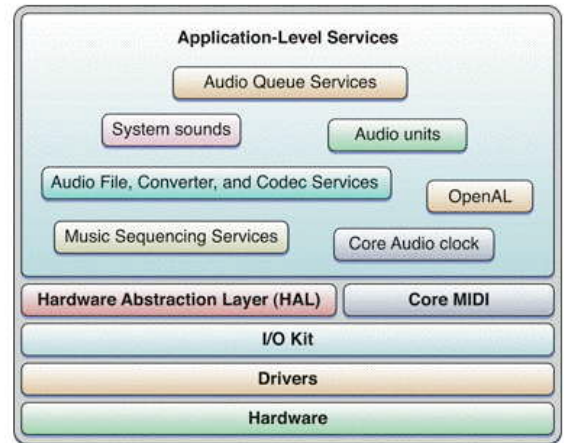 Application-Level Services
Audio Queue Services
System sounds
Audio units
Audio File, Converter, and Codec Services
OpenAL
Music Sequencing Services
Core Audio clock
Hardware Abstraction Layer (HAL)
Core MIDI
I/O Kit
Drivers
Hardware